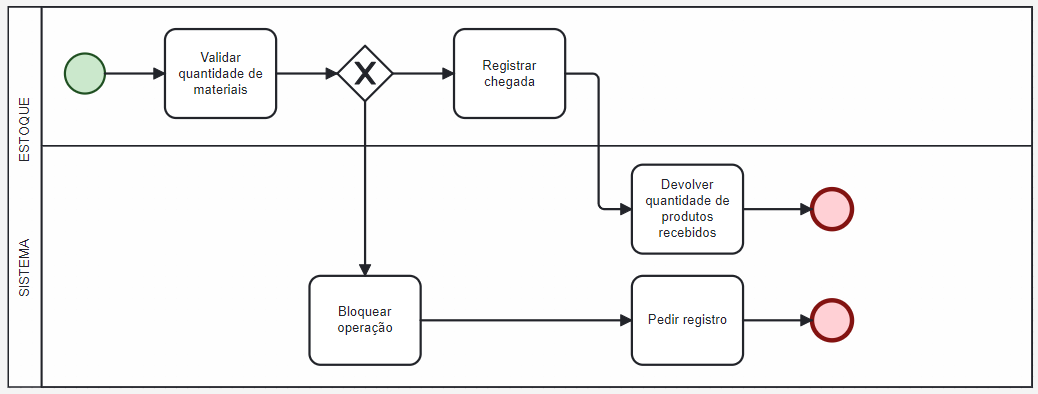 ESTOQUE
Validar
quantidade de
materiais
X
Registrar
chegada
SISTEMA
Devolver
quantidade de
produtos
recebidos
Bloquear
operação
Pedir registro